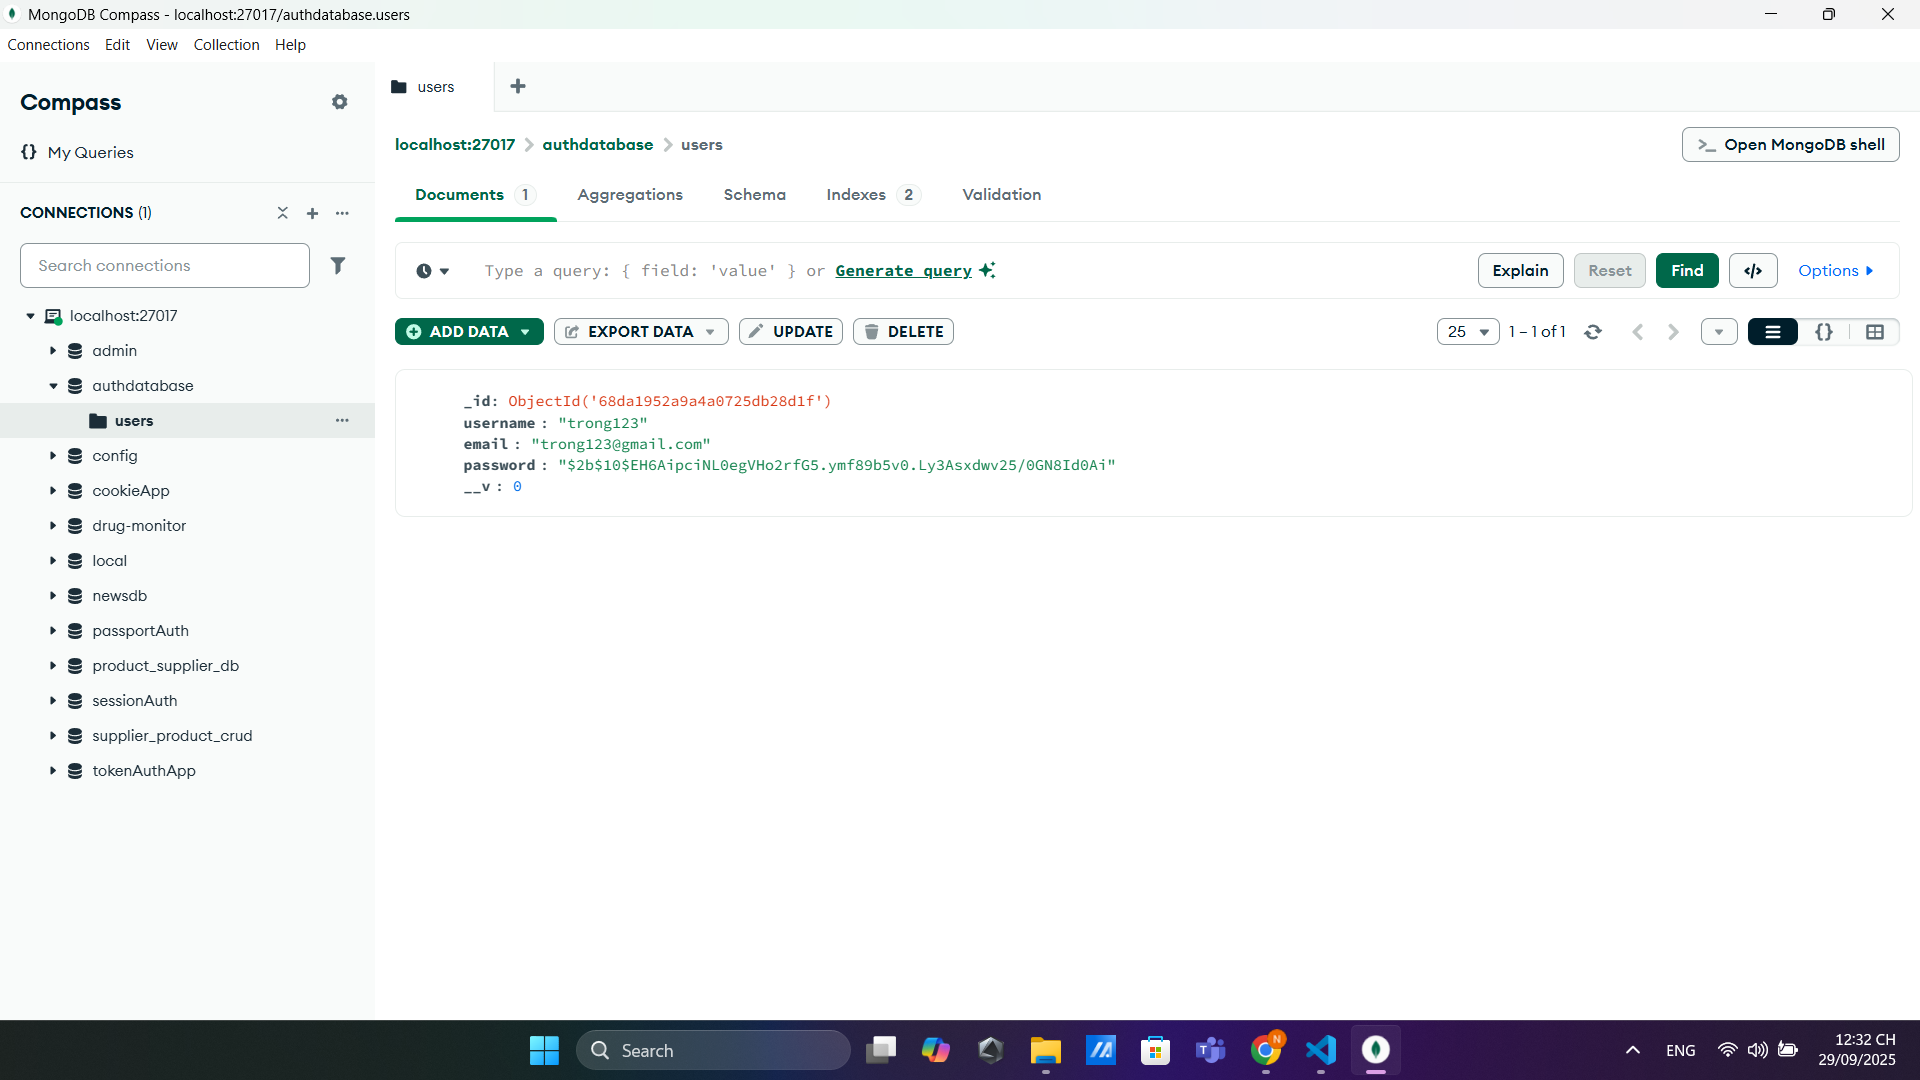 MongoDB Compass - localhost:27017/authdatabase.users
Connections Edit View Collection Help
Compass
My Queries
CONNECTIONS (1)
Search connections
localhost:27017
admin
authdatabase
users
config
cookieApp
drug-monitor
local
newsdb
passportAuth
product_supplier_db
sessionAuth
supplier_product_crud
tokenAuthApp
users
localhost:27017 authdatabase users
>_ Open MongoDB shell
Documents 1 Aggregations Schema Indexes 2 Validation
Type a query: { field: 'value' } or Generate query
Explain Reset Find </> Options
ADD DATA EXPORT DATA UPDATE DELETE
25 1 – 1 of 1 {}
_id: ObjectId('68da1952a9a4a0725db28d1f')
username : "trong123"
email : "trong123@gmail.com"
password : "$2b$10$EH6AipciNL0egVHo2rfG5.ymf89b5v0.Ly3Asxdwv25/0GN8Id0Ai"
__v : 0
Search
ENG
12:32 CH
29/09/2025